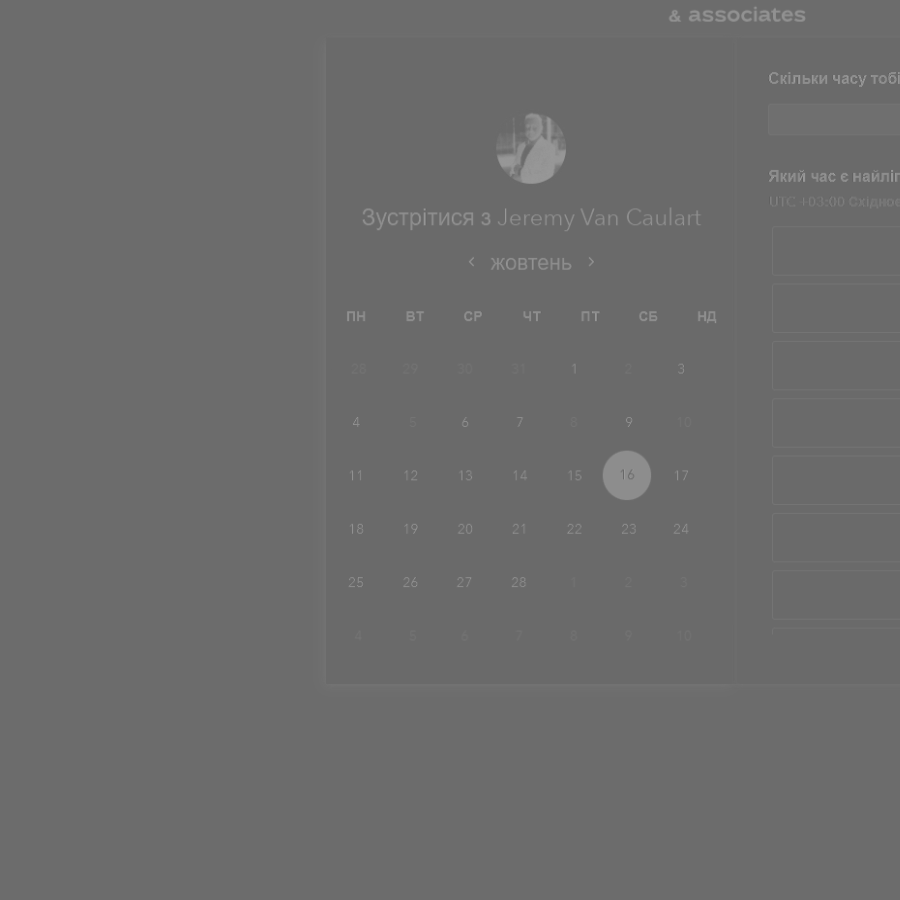 & associates
Зустрітися з Jeremy Van Caulart
жовтень
ПН ВТ СР ЧТ ПТ СБ НД
28 29 30 31 1 2 3
4 5 6 7 8 9 10
11 12 13 14 15 16 17
18 19 20 21 22 23 24
25 26 27 28 1 2 3
4 5 6 7 8 9 10
Скільки часу тобі
Який час є
UTC +03:00